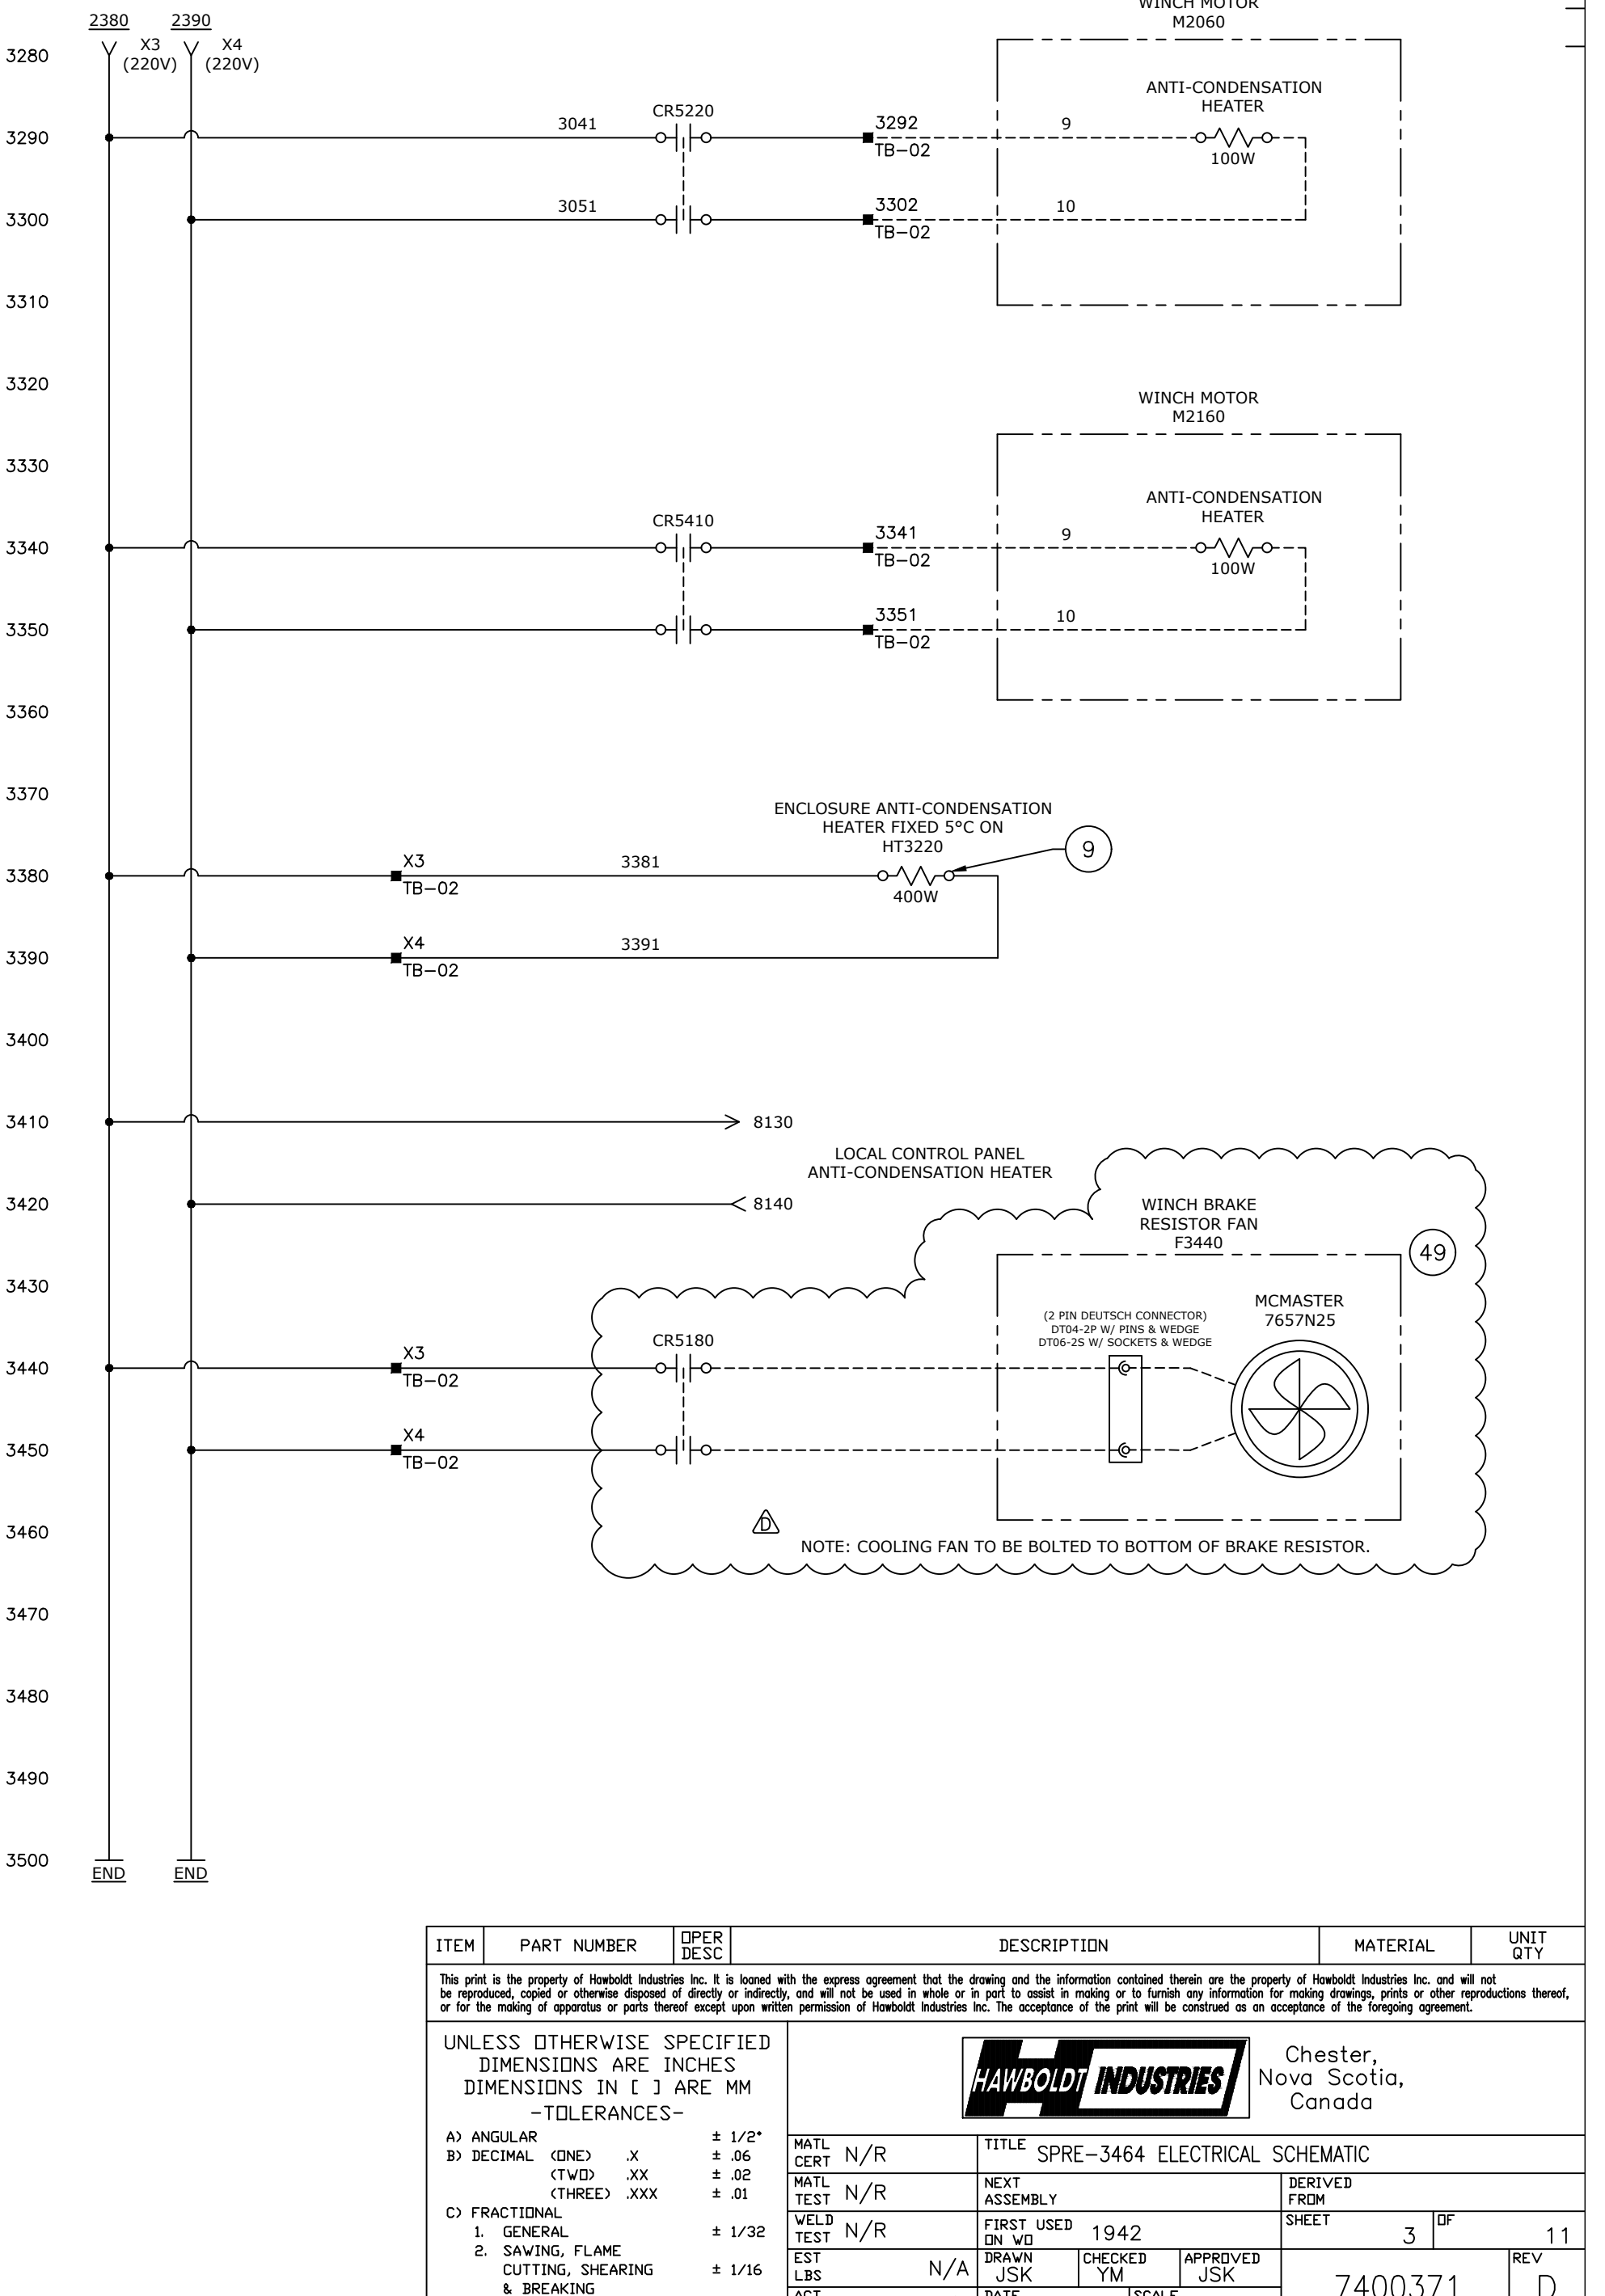 WINCH MOTOR
M2060
2380 2390
X3 X4
(220V) (220V)
3280
ANTI-CONDENSATION
HEATER
CR5220
3041 3292 9
3290
TB-02 100W
3051 3302 10
3300
TB-02
3310
3320
WINCH MOTOR
M2160
3330
ANTI-CONDENSATION
HEATER
CR5410
3341 9
3340
TB-02 100W
3351 10
3350
TB-02
3360
3370
ENCLOSURE ANTI-CONDENSATION
HEATER FIXED 5°C ON
HT3220 9
X3 3381
3380
TB-02 400W
X4 3391
3390
TB-02
3400
3410 8130
LOCAL CONTROL PANEL
ANTI-CONDENSATION HEATER
3420 8140
WINCH BRAKE
RESISTOR FAN
F3440 49
3430
MCMASTER
7657N25
(2 PIN DEUTSCH CONNECTOR)
DT04-2P W/ PINS & WEDGE
DT06-2S W/ SOCKETS & WEDGE
CR5180
X3
3440
TB-02
X4
3450
TB-02
D
3460
NOTE: COOLING FAN TO BE BOLTED TO BOTTOM OF BRAKE RESISTOR.
3470
3480
3490
3500
END END
ITEM PART NUMBER OPER DESC DESCRIPTION MATERIAL UNIT QTY
This print is the property of Hawboldt Industries Inc. It is loaned with the express agreement that the drawing and the information contained therein are the property of Hawboldt Industries Inc. and will not
be reproduced, copied or otherwise disposed of directly or indirectly, and will not be used in whole or in part to assist in making or to furnish any information for making drawings, prints or other reproductions thereof,
or for the making of apparatus or parts thereof except upon written permission of Hawboldt Industries Inc. The acceptance of the print will be construed as an acceptance of the foregoing agreement.
UNLESS OTHERWISE SPECIFIED
DIMENSIONS ARE INCHES
DIMENSIONS IN [ ] ARE MM
-TOLERANCES-
A) ANGULAR ± 1/2°
B) DECIMAL (ONE) .X ± .06
(TWO) .XX ± .02
(THREE) .XXX ± .01
C) FRACTIONAL
1. GENERAL ± 1/32
2. SAWING, FLAME
CUTTING, SHEARING ± 1/16
& BREAKING
HAWBOLDT INDUSTRIES
Chester,
Nova Scotia,
Canada
MATL CERT N/R TITLE SPRE-3464 ELECTRICAL SCHEMATIC
MATL TEST N/R NEXT ASSEMBLY DERIVED FROM
WELD TEST N/R FIRST USED ON WO 1942 SHEET 3 OF 11
EST LBS N/A DRAWN JSK CHECKED YM APPROVED JSK 7400371 REV D
ACT DATE SCALE